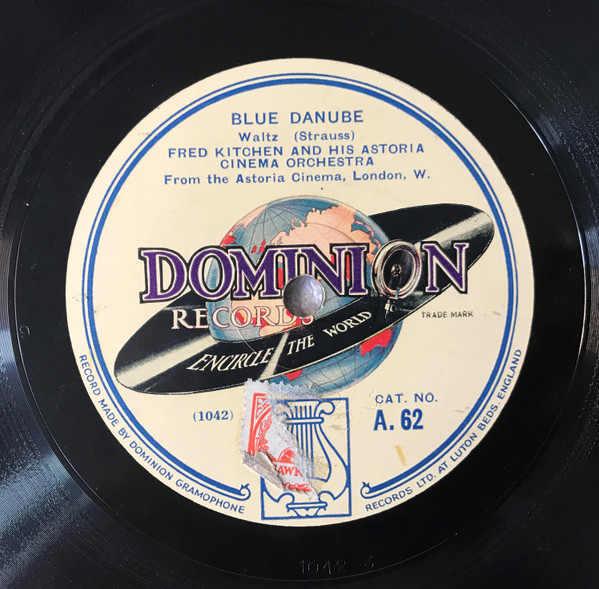 BLUE DANUBE
Waltz (Strauss)
FRED KITCHEN AND HIS ASTORIA
CINEMA ORCHESTRA
From the Astoria Cinema, London, W.
DOMINION
RECORDS
TRADE MARK
ENCIRCLE THE WORLD
(1042)
CAT. NO.
A. 62
RECORD MADE BY DOMINION GRAMOPHONE
RECORDS LTD. AT LUTON BEDS. ENGLAND
1042